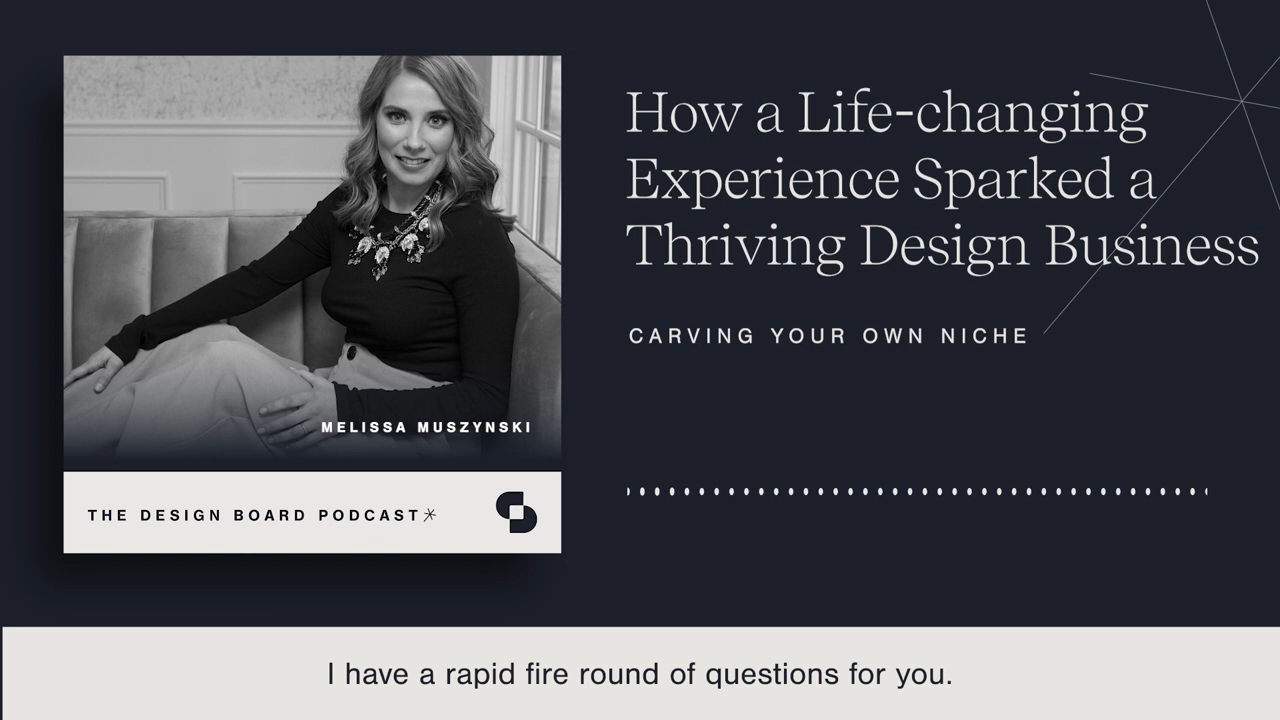 How a Life-changing
Experience Sparked a
Thriving Design Business
CARVING YOUR OWN NICHE
MELISSA MUSZYNSKI
THE DESIGN BOARD PODCAST*
I have a rapid fire round of questions for you.